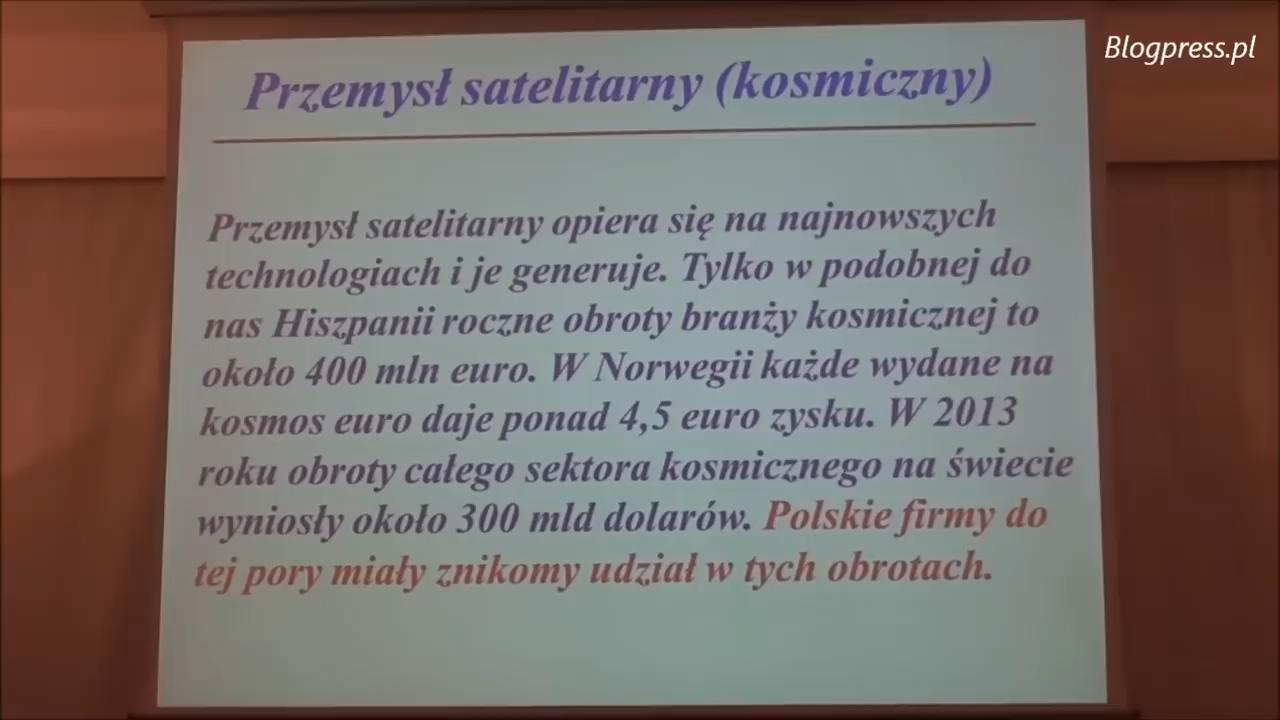 Blogpress.pl
Przemysł satelitarny (kosmiczny)
Przemysł satelitarny opiera się na najnowszych
technologiach i je generuje. Tylko w podobnej do
nas Hiszpanii roczne obroty branży kosmicznej to
około 400 mln euro. W Norwegii każde wydane na
kosmos euro daje ponad 4,5 euro zysku. W 2013
roku obroty całego sektora kosmicznego na świecie
wyniosły około 300 mld dolarów. Polskie firmy do
tej pory miały znikomy udział w tych obrotach.